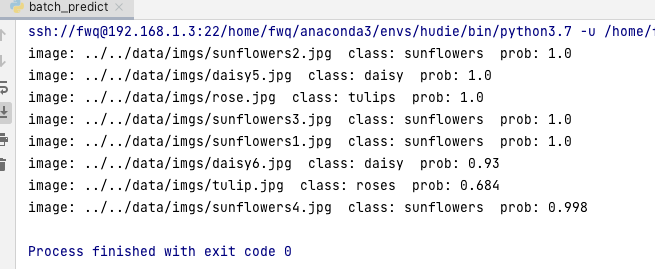 batch_predict
ssh://fwq@192.168.1.3:22/home/fwq/anaconda3/envs/hudie/bin/python3.7 -u /home/
image: ../../data/imgs/sunflowers2.jpg  class: sunflowers  prob: 1.0
image: ../../data/imgs/daisy5.jpg  class: daisy  prob: 1.0
image: ../../data/imgs/rose.jpg  class: tulips  prob: 1.0
image: ../../data/imgs/sunflowers3.jpg  class: sunflowers  prob: 1.0
image: ../../data/imgs/sunflowers1.jpg  class: sunflowers  prob: 1.0
image: ../../data/imgs/daisy6.jpg  class: daisy  prob: 0.93
image: ../../data/imgs/tulip.jpg  class: roses  prob: 0.684
image: ../../data/imgs/sunflowers4.jpg  class: sunflowers  prob: 0.998
Process finished with exit code 0